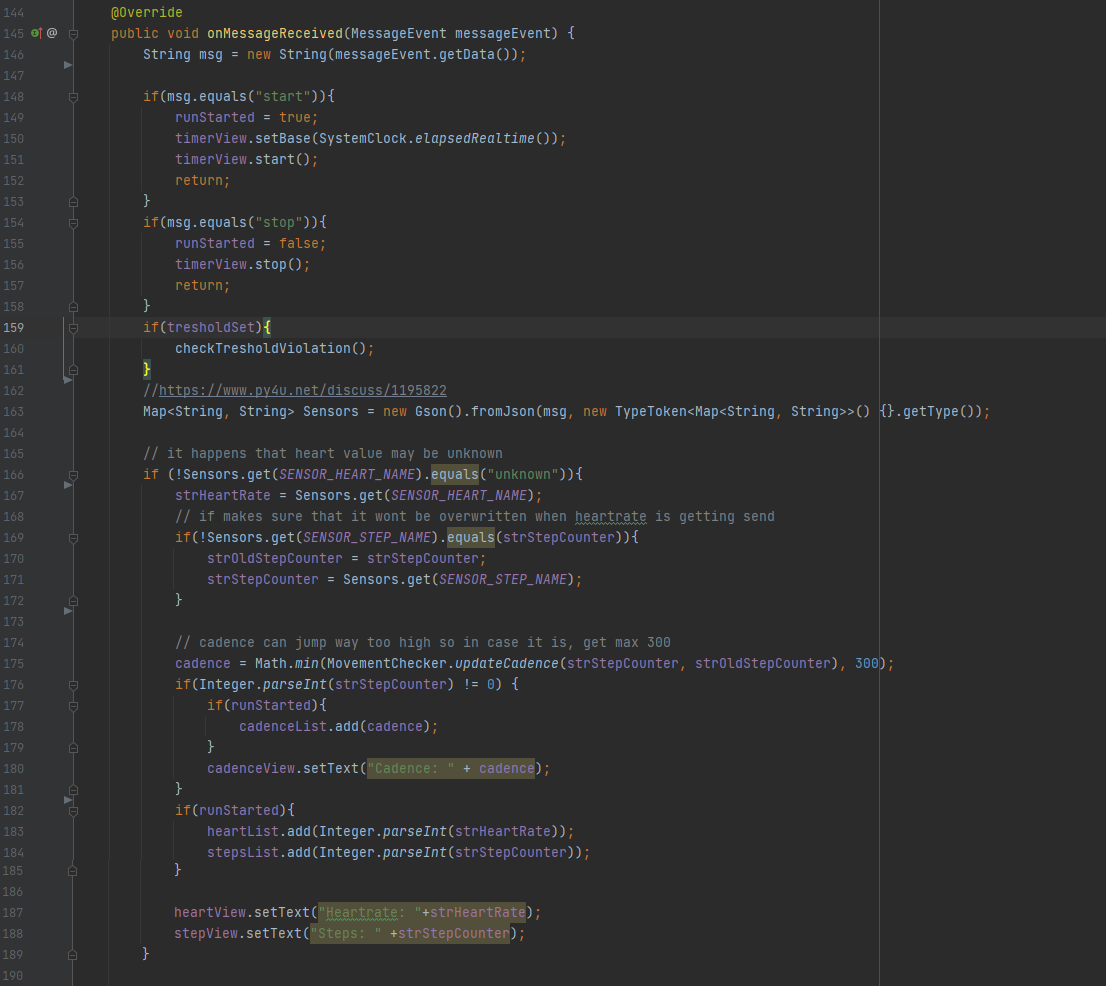 144 @Override
145 @ public void onMessageReceived(MessageEvent messageEvent) {
146 String msg = new String(messageEvent.getData());
147
148 if(msg.equals("start")){
149 runStarted = true;
150 timerView.setBase(SystemClock.elapsedRealtime());
151 timerView.start();
152 return;
153 }
154 if(msg.equals("stop")){
155 runStarted = false;
156 timerView.stop();
157 return;
158 }
159 if(tresholdSet){
160 checkTresholdViolation();
161 }
162 //https://www.py4u.net/discuss/1195822
163 Map<String, String> Sensors = new Gson().fromJson(msg, new TypeToken<Map<String, String>>() {}.getType());
164
165 // it happens that heart value may be unknown
166 if (!Sensors.get(SENSOR_HEART_NAME).equals("unknown")){
167 strHeartRate = Sensors.get(SENSOR_HEART_NAME);
168 // if makes sure that it wont be overwritten when heartrate is getting send
169 if(!Sensors.get(SENSOR_STEP_NAME).equals(strStepCounter)){
170 strOldStepCounter = strStepCounter;
171 strStepCounter = Sensors.get(SENSOR_STEP_NAME);
172 }
173
174 // cadence can jump way too high so in case it is, get max 300
175 cadence = Math.min(MovementChecker.updateCadence(strStepCounter, strOldStepCounter), 300);
176 if(Integer.parseInt(strStepCounter) != 0) {
177 if(runStarted){
178 cadenceList.add(cadence);
179 }
180 cadenceView.setText("Cadence: " + cadence);
181 }
182 if(runStarted){
183 heartList.add(Integer.parseInt(strHeartRate));
184 stepsList.add(Integer.parseInt(strStepCounter));
185 }
186
187 heartView.setText("Heartrate: "+strHeartRate);
188 stepView.setText("Steps: " +strStepCounter);
189 }
190